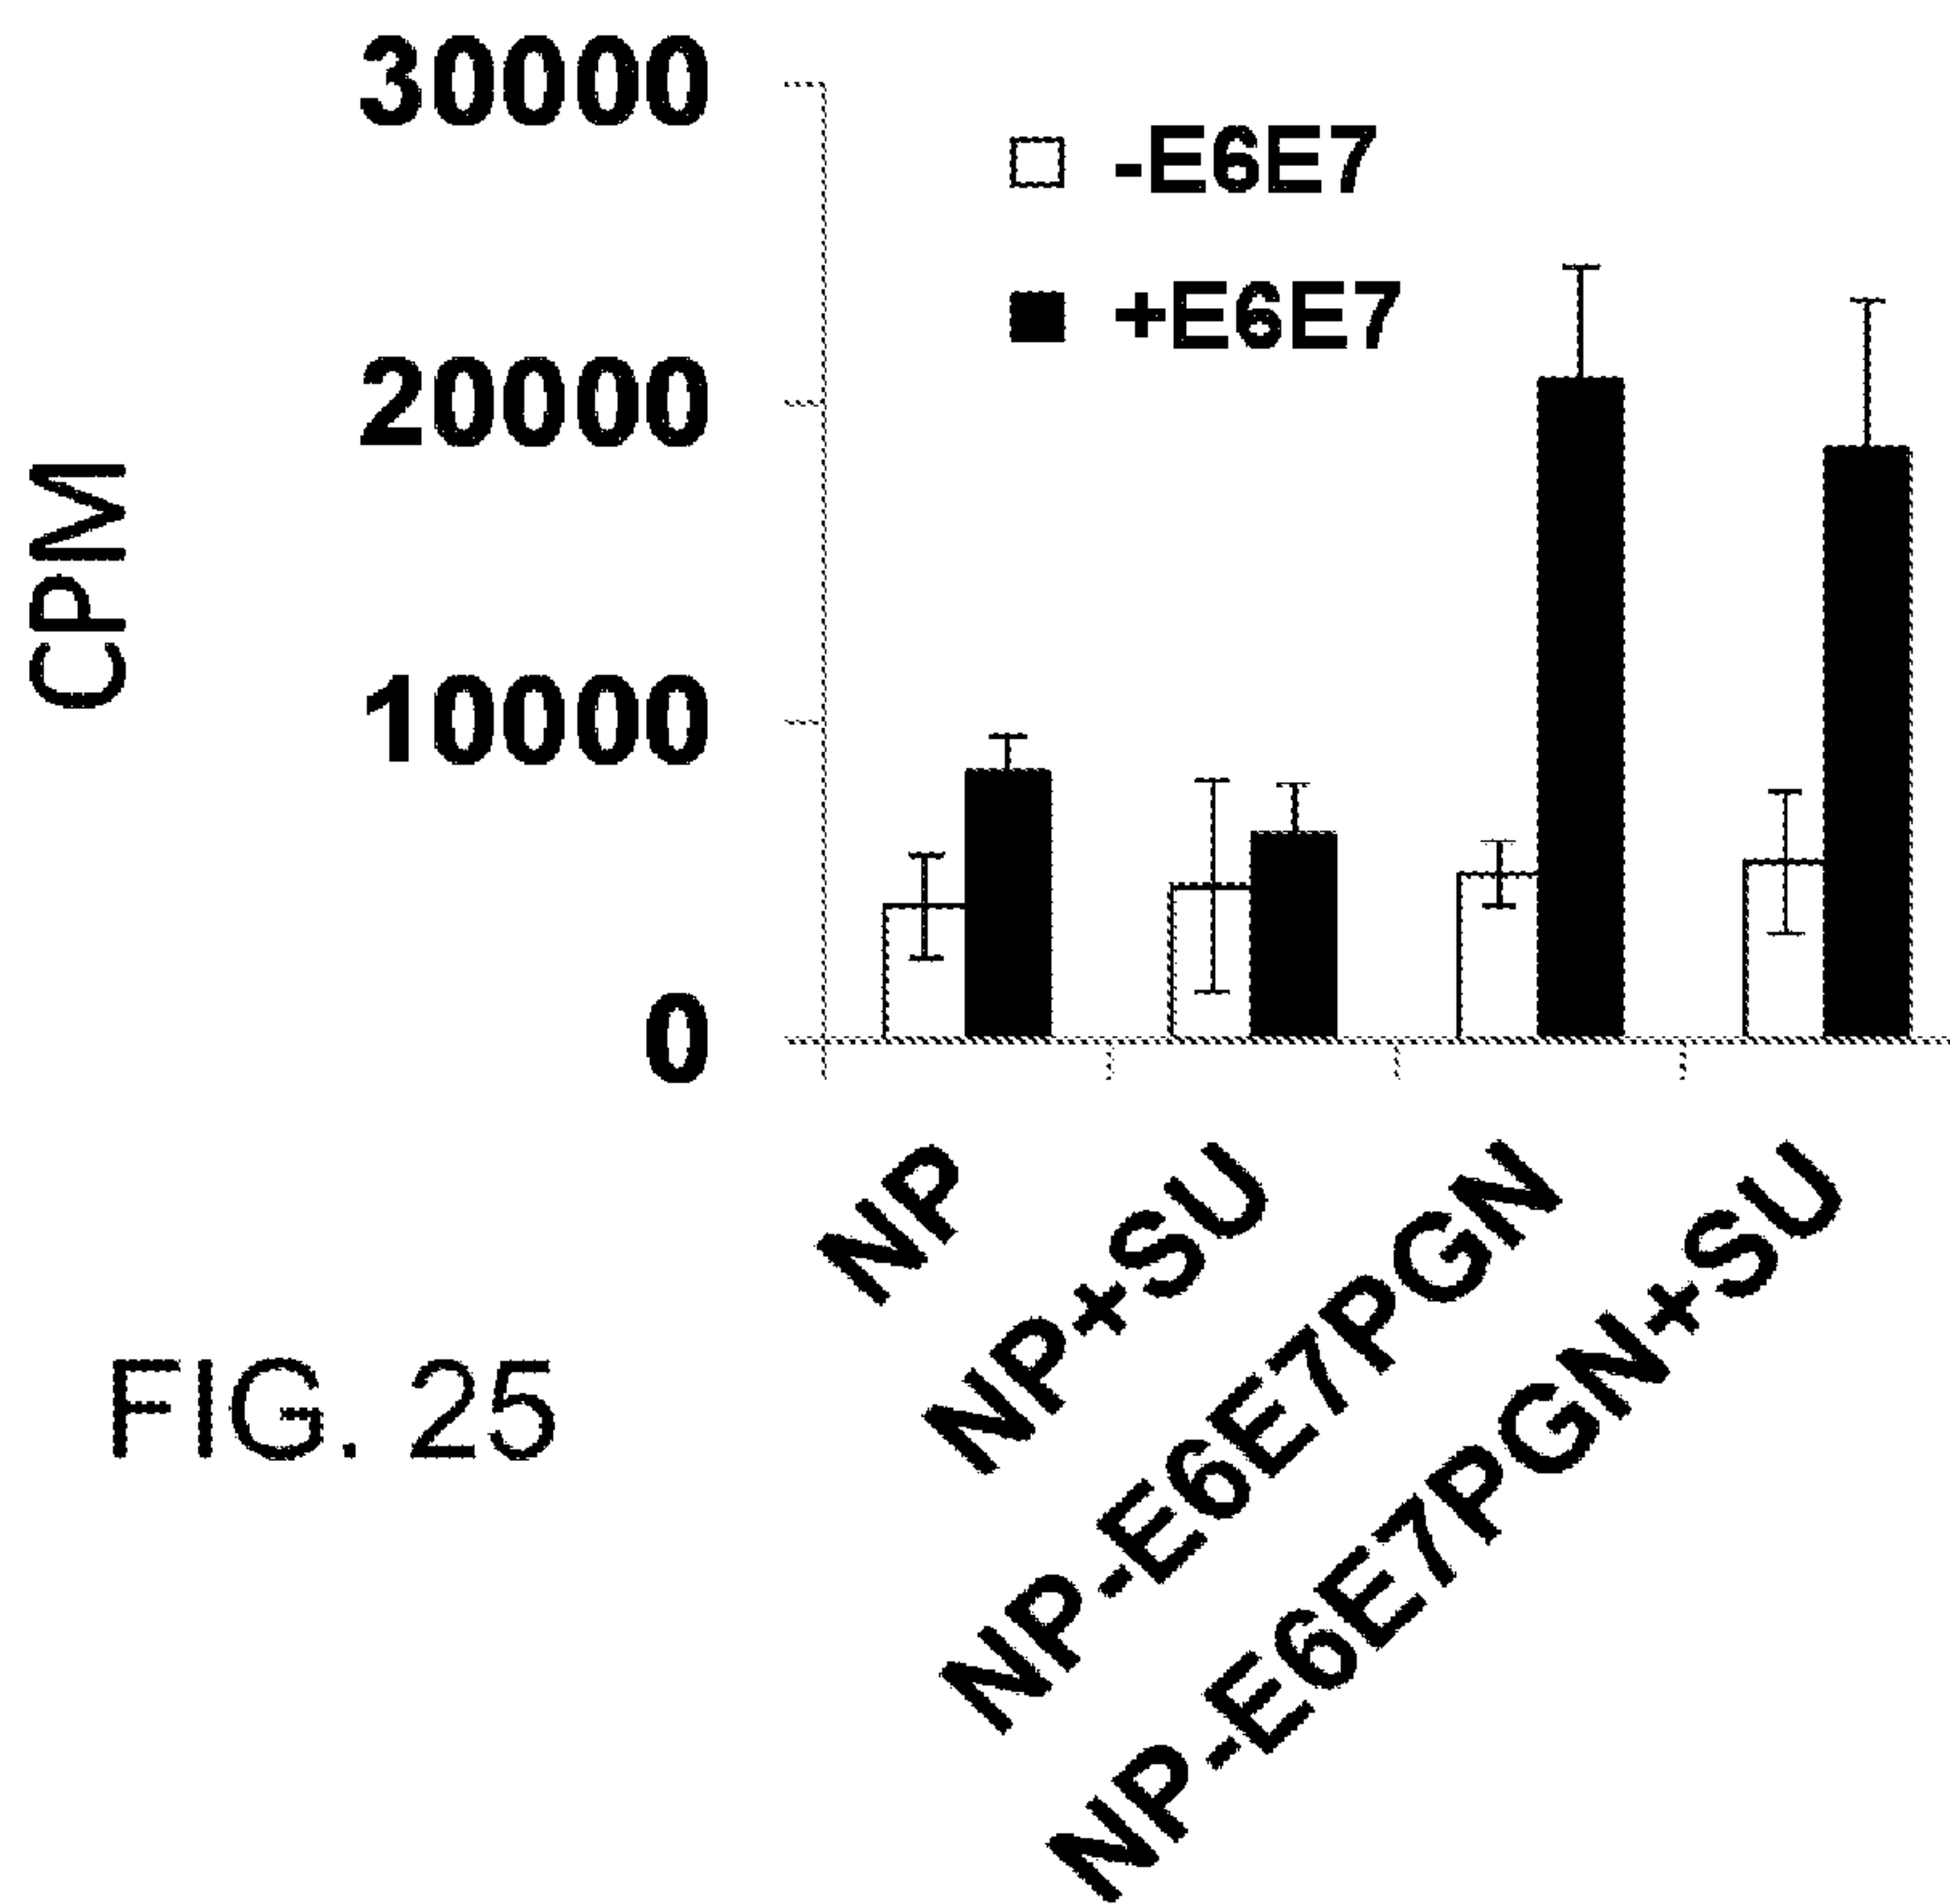 30000
20000
10000
0
CPM
-E6E7
+E6E7
NP
NP+SU
NP-E6E7PGN
NP-E6E7PGN+SU
FIG. 25